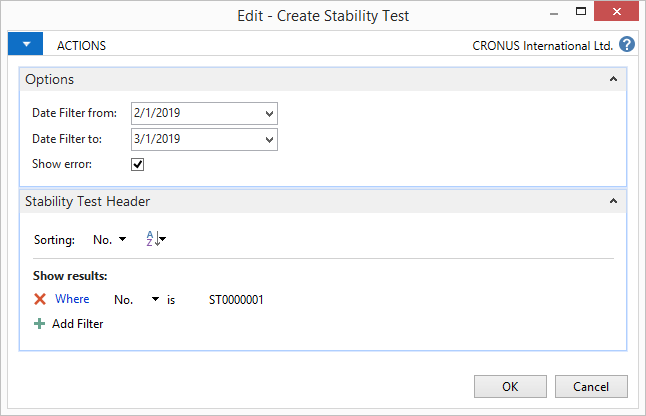 Edit - Create Stability Test
ACTIONS CRONUS International Ltd. ?
Options
Date Filter from: 2/1/2019
Date Filter to: 3/1/2019
Show error:
Stability Test Header
Sorting: No. A Z
Show results:
Where No. is ST0000001
Add Filter
OK Cancel